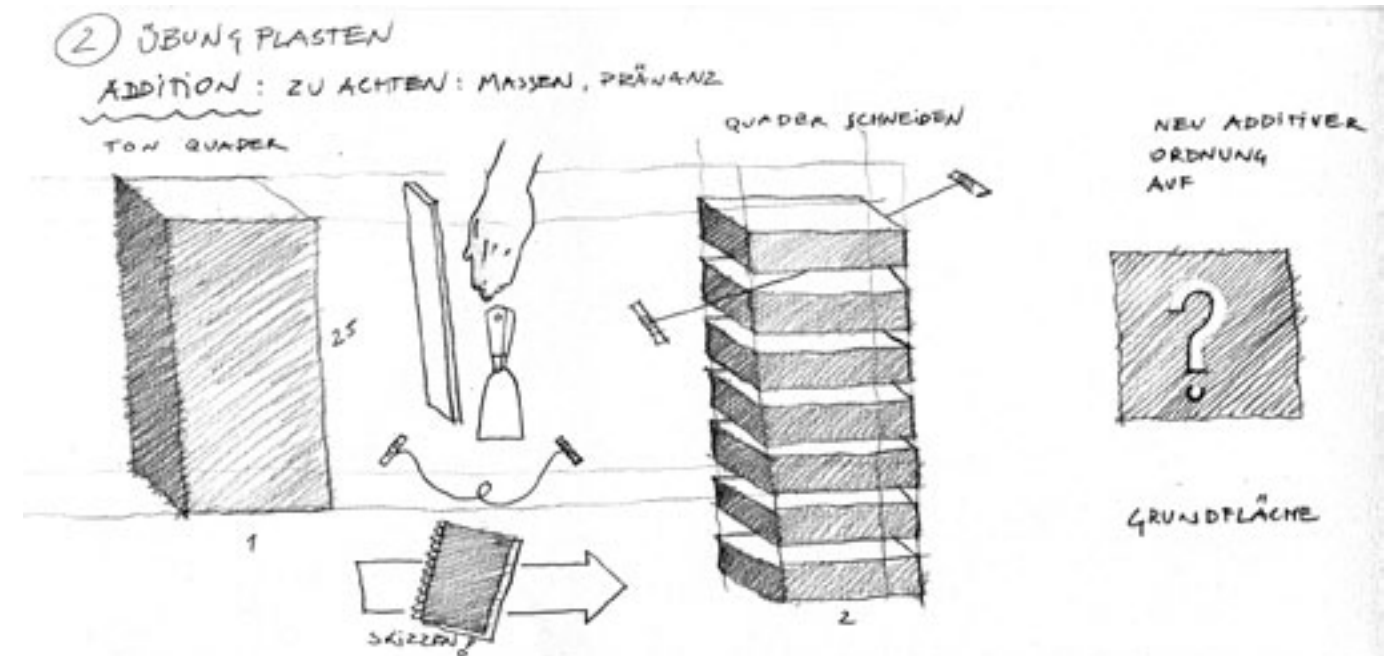 2 ÜBUNG PLASTEN
ADDITION : ZU ACHTEN : MASSEN, PRÄNANZ
TON QUADER
QUADER SCHNEIDEN
NEU ADDITIVER
ORDNUNG
AUF
25
?
GRUNDFLÄCHE
1
2
SKIZZEN!